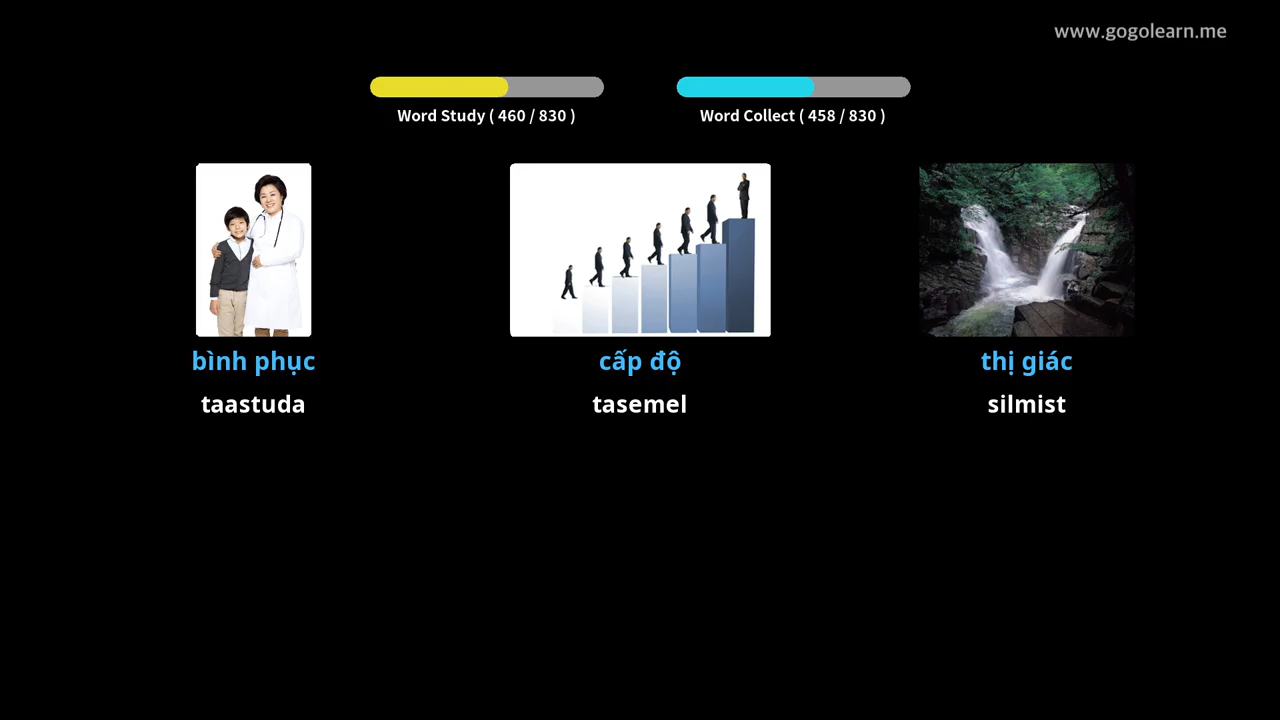 www.gogolearn.me
Word Study ( 460 / 830 )
Word Collect ( 458 / 830 )
bình phục
taastuda
cấp độ
tasemel
thị giác
silmist